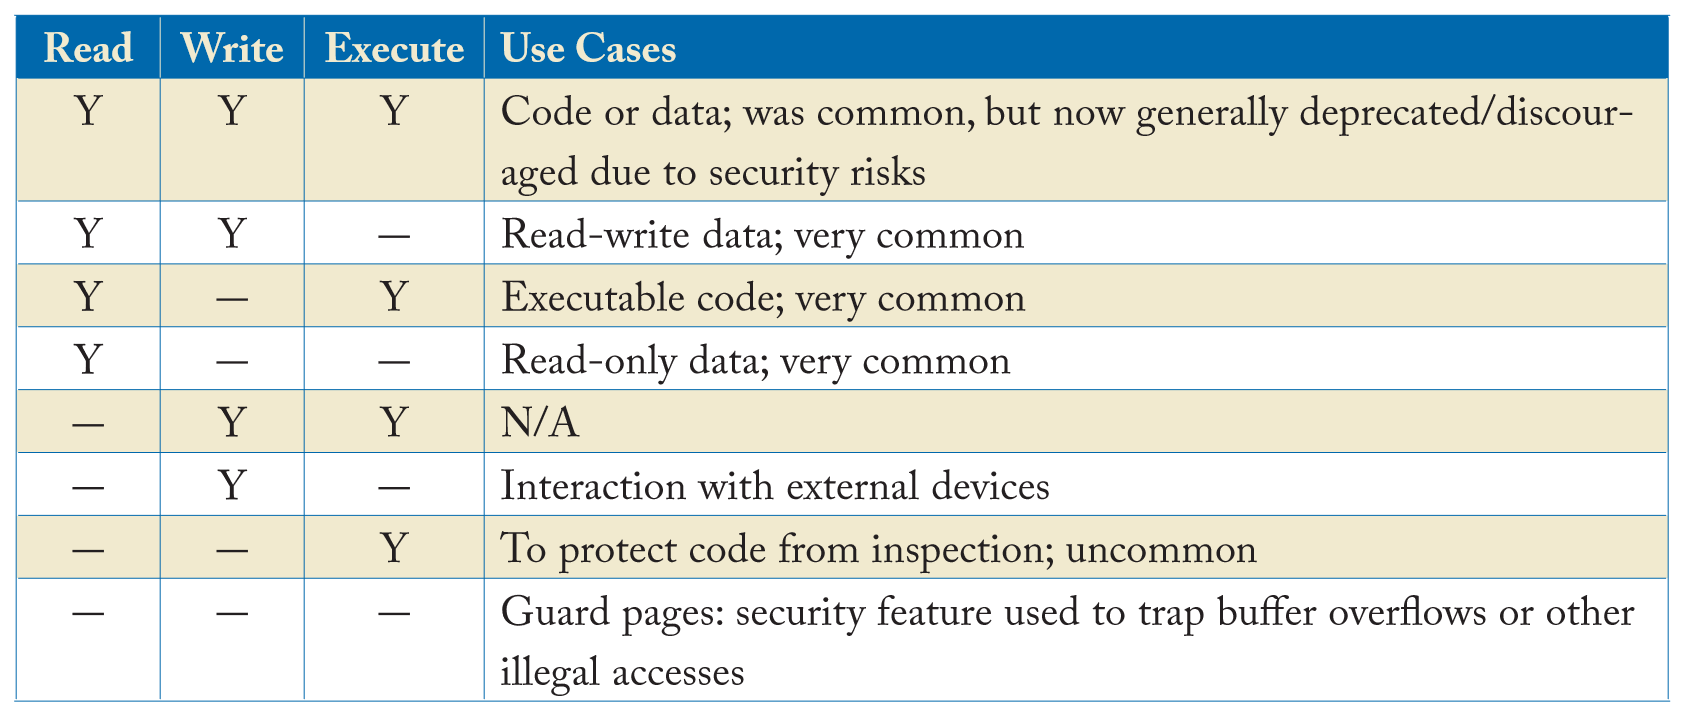 Read Write Execute Use Cases
Y Y Y Code or data; was common, but now generally deprecated/discour-
aged due to security risks
Y Y — Read-write data; very common
Y — Y Executable code; very common
Y — — Read-only data; very common
— Y Y N/A
— Y — Interaction with external devices
— — Y To protect code from inspection; uncommon
— — — Guard pages: security feature used to trap buffer overflows or other
illegal accesses